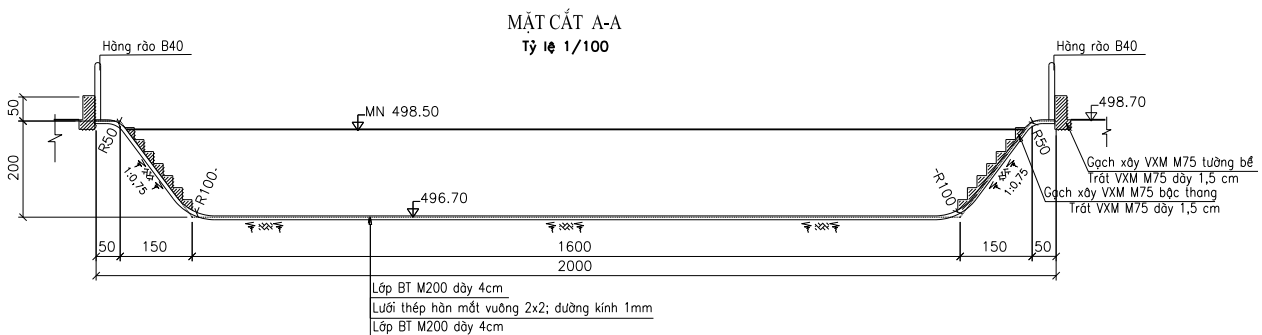 MẶT CẮT A-A
Tỷ lệ 1/100
Hàng rào B40
Hàng rào B40
MN 498.50
498.70
50
200
R50
1:0.75
R100
496.70
R100
1:0.75
R50
Gạch xây VXM M75 tường bể
Trát VXM M75 dày 1,5 cm
Gạch xây VXM M75 bậc thang
Trát VXM M75 dày 1,5 cm
50
150
1600
150
50
2000
Lớp BT M200 dày 4cm
Lưới thép hàn mắt vuông 2x2; đường kính 1mm
Lớp BT M200 dày 4cm